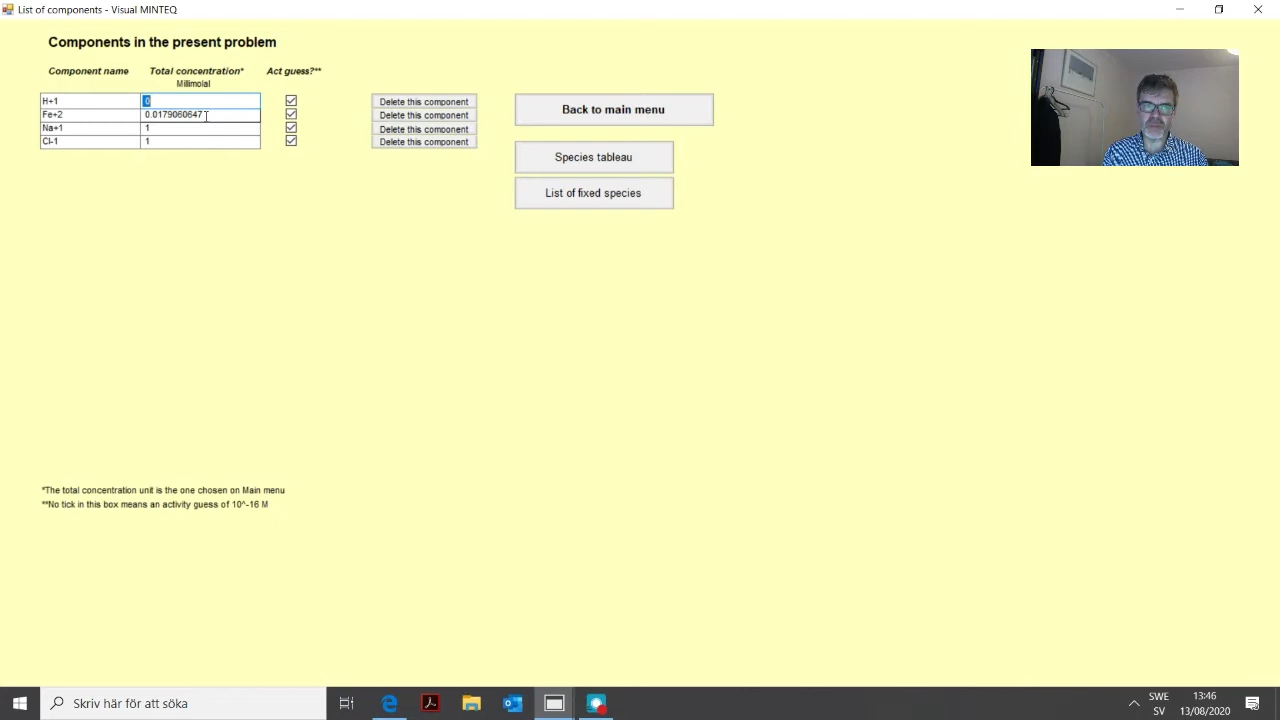 List of components - Visual MINTEQ
Components in the present problem
Component name Total concentration* Act guess?**
Millimolal
H+1 0 Delete this component
Fe+2 0.0179060647 Delete this component
Na+1 1 Delete this component
Cl-1 1 Delete this component
Back to main menu
Species tableau
List of fixed species
*The total concentration unit is the one chosen on Main menu
**No tick in this box means an activity guess of 10^-16 M
Skriv här för att söka
SWE
SV
13:46
13/08/2020